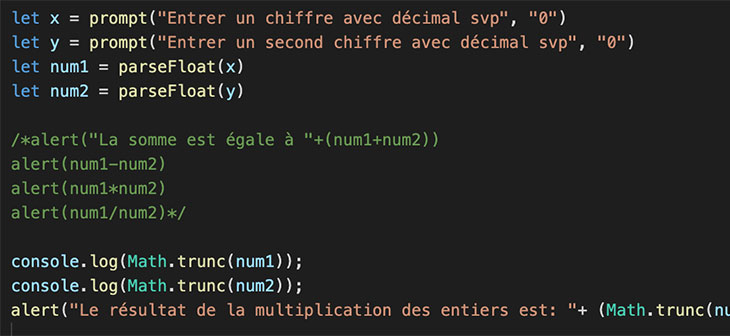 let x = prompt("Entrer un chiffre avec décimal svp", "0")
let y = prompt("Entrer un second chiffre avec décimal svp", "0")
let num1 = parseFloat(x)
let num2 = parseFloat(y)
/*alert("La somme est égale à "+(num1+num2))
alert(num1-num2)
alert(num1*num2)
alert(num1/num2)*/
console.log(Math.trunc(num1));
console.log(Math.trunc(num2));
alert("Le résultat de la multiplication des entiers est: "+ (Math.trunc(nu